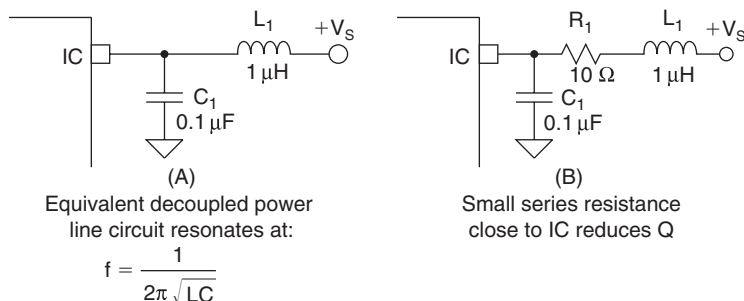 IC
L1
+VS
1 μH
C1
0.1 μF
(A)
Equivalent decoupled power
line circuit resonates at:
f = 1 / 2π √LC
IC
R1
L1
+VS
10 Ω
1 μH
C1
0.1 μF
(B)
Small series resistance
close to IC reduces Q